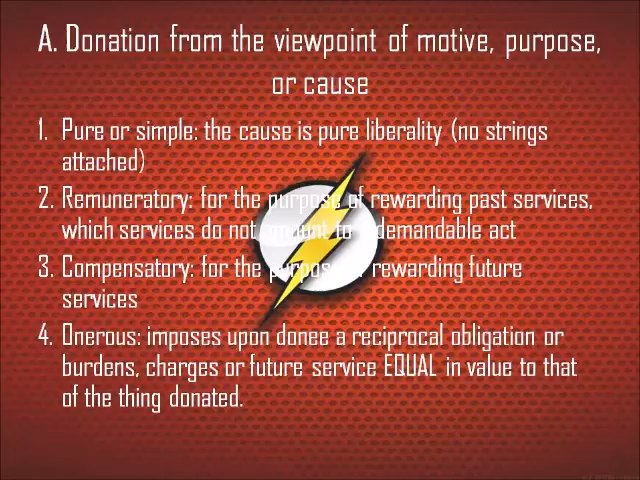 A. Donation from the viewpoint of motive, purpose,
or cause
1. Pure or simple: the cause is pure liberality (no strings
attached)
2. Remuneratory: for the purpose of rewarding past services,
which services do not amount to demandable act
3. Compensatory: for the purpose rewarding future
services
4. Onerous: imposes upon donee a reciprocal obligation or
burdens, charges or future service EQUAL in value to that
of the thing donated.